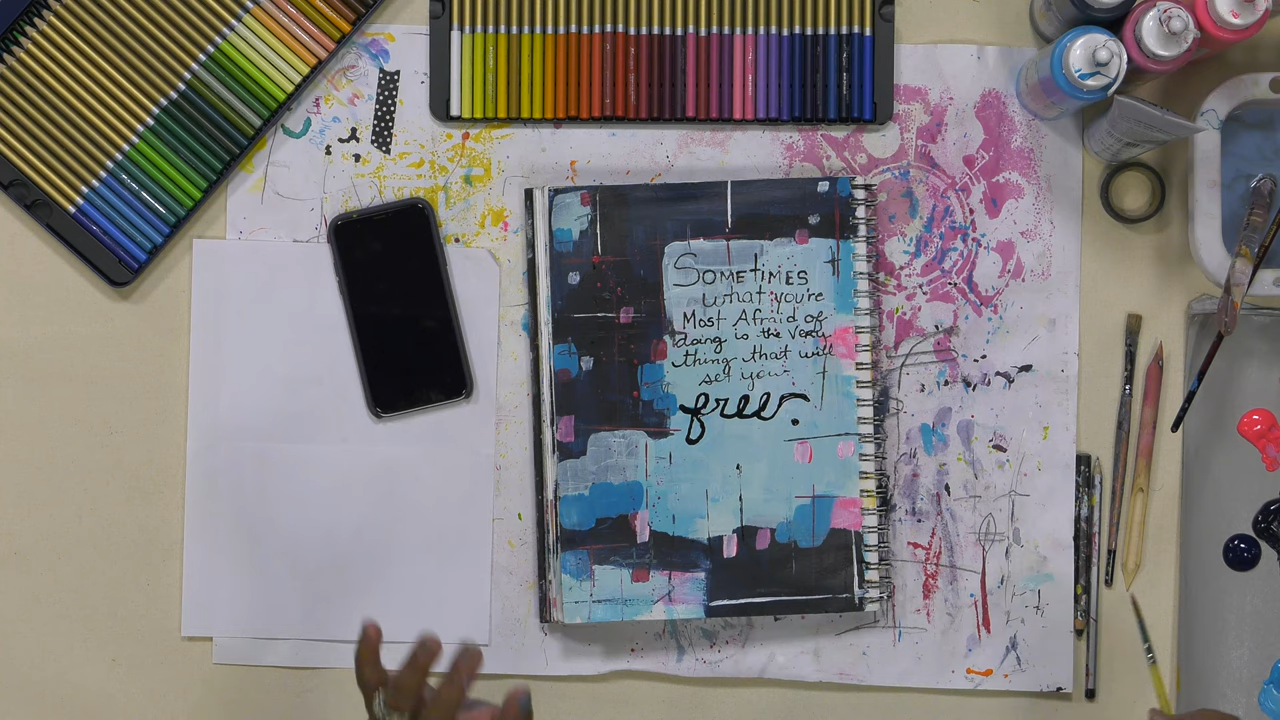 Sometimes
what you're
Most Afraid of
doing is the Very
thing that will
set you
free.